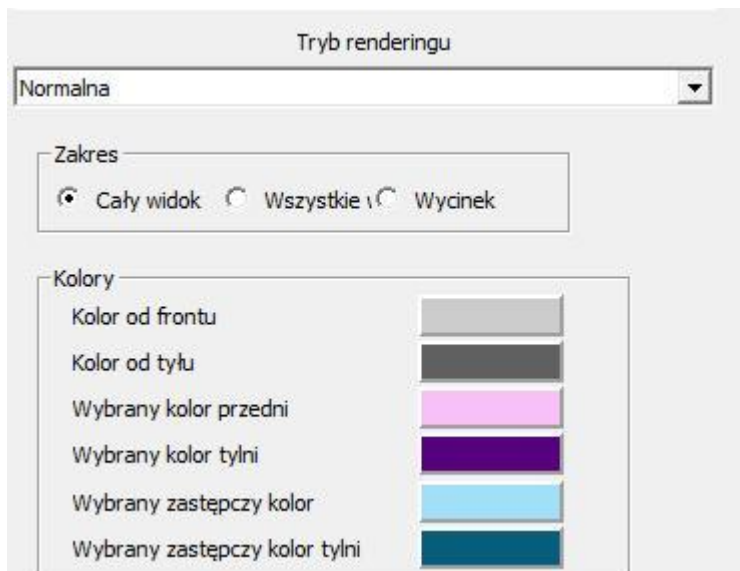 Tryb renderingu
Normalna
Zakres
Cały widok Wszystkie Wycinek
Kolory
Kolor od frontu
Kolor od tyłu
Wybrany kolor przedni
Wybrany kolor tylni
Wybrany zastępczy kolor
Wybrany zastępczy kolor tylni